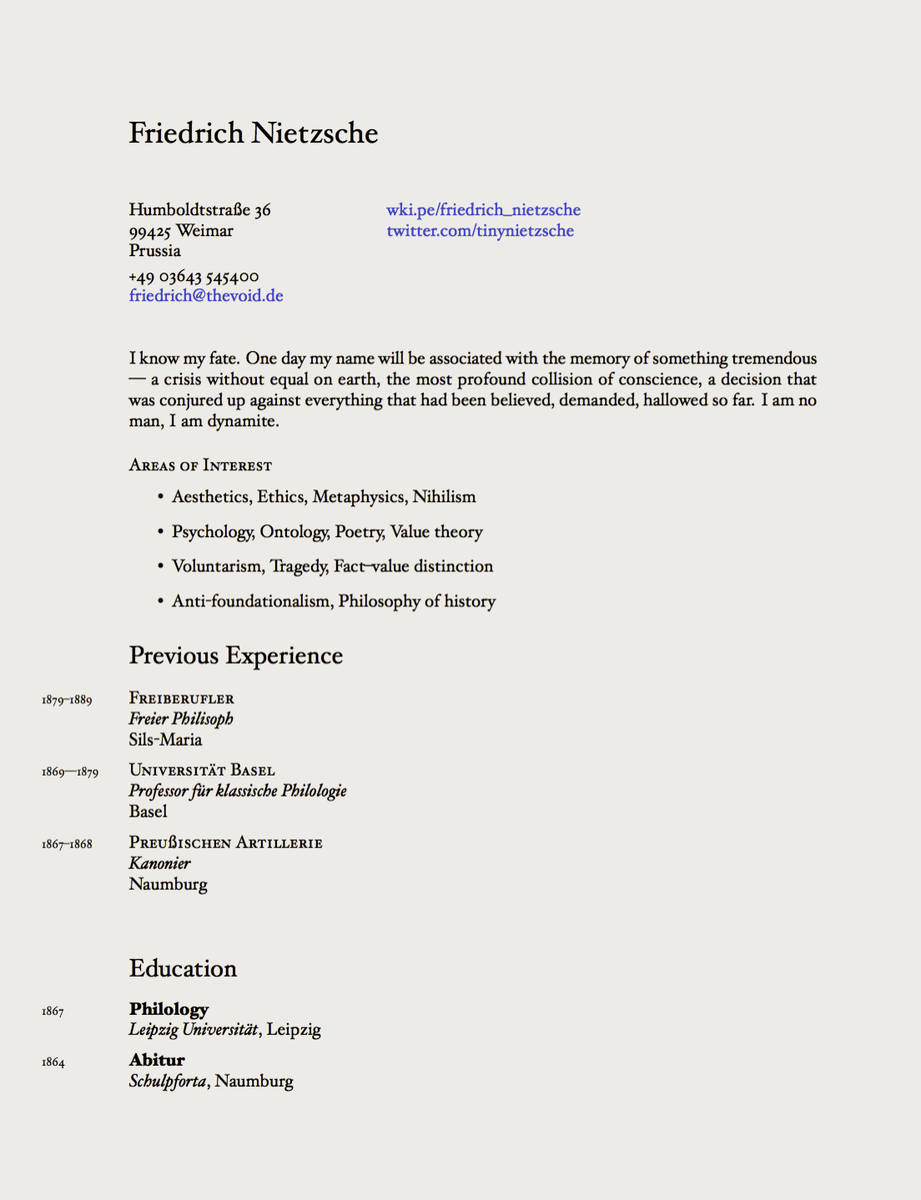 Friedrich Nietzsche
Humboldtstraße 36
99425 Weimar
Prussia
+49 03643 545400
friedrich@thevoid.de
wki.pe/friedrich_nietzsche
twitter.com/tinynietzsche
I know my fate. One day my name will be associated with the memory of something tremendous
— a crisis without equal on earth, the most profound collision of conscience, a decision that
was conjured up against everything that had been believed, demanded, hallowed so far. I am no
man, I am dynamite.
Areas of Interest
• Aesthetics, Ethics, Metaphysics, Nihilism
• Psychology, Ontology, Poetry, Value theory
• Voluntarism, Tragedy, Fact–value distinction
• Anti-foundationalism, Philosophy of history
Previous Experience
1879–1889 Freiberufler
Freier Philisoph
Sils-Maria
1869—1879 Universität Basel
Professor für klassische Philologie
Basel
1867–1868 Preußischen Artillerie
Kanonier
Naumburg
Education
1867 Philology
Leipzig Universität, Leipzig
1864 Abitur
Schulpforta, Naumburg